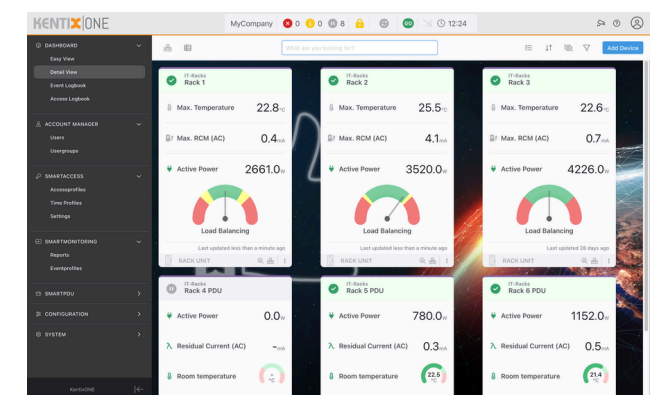 KENTIX ONE
MyCompany 0 0 8 12:24
DASHBOARD
Easy View
Detail View
Event Logbook
Access Logbook
ACCOUNT MANAGER
Users
Usergroups
SMARTACCESS
Accessprofiles
Time Profiles
Settings
SMARTMONITORING
Reports
Eventprofiles
SMARTPDU
CONFIGURATION
SYSTEM
KentixONE
What are you looking for?
Add Device
IT-Racks
Rack 1
Max. Temperature 22.8°C
Max. RCM (AC) 0.4mA
Active Power 2661.0W
Load Balancing
Last updated less than a minute ago
RACK UNIT
IT-Racks
Rack 2
Max. Temperature 25.5°C
Max. RCM (AC) 4.1mA
Active Power 3520.0W
Load Balancing
Last updated less than a minute ago
RACK UNIT
IT-Racks
Rack 3
Max. Temperature 22.6°C
Max. RCM (AC) 0.7mA
Active Power 4226.0W
Load Balancing
Last updated 28 days ago
RACK UNIT
IT-Racks
Rack 4 PDU
Active Power 0.0W
Residual Current (AC) -mA
Room temperature - °C
IT-Racks
Rack 5 PDU
Active Power 780.0W
Residual Current (AC) 0.3mA
Room temperature 22.5 °C
IT-Racks
Rack 6 PDU
Active Power 1152.0W
Residual Current (AC) 0.5mA
Room temperature 21.4 °C